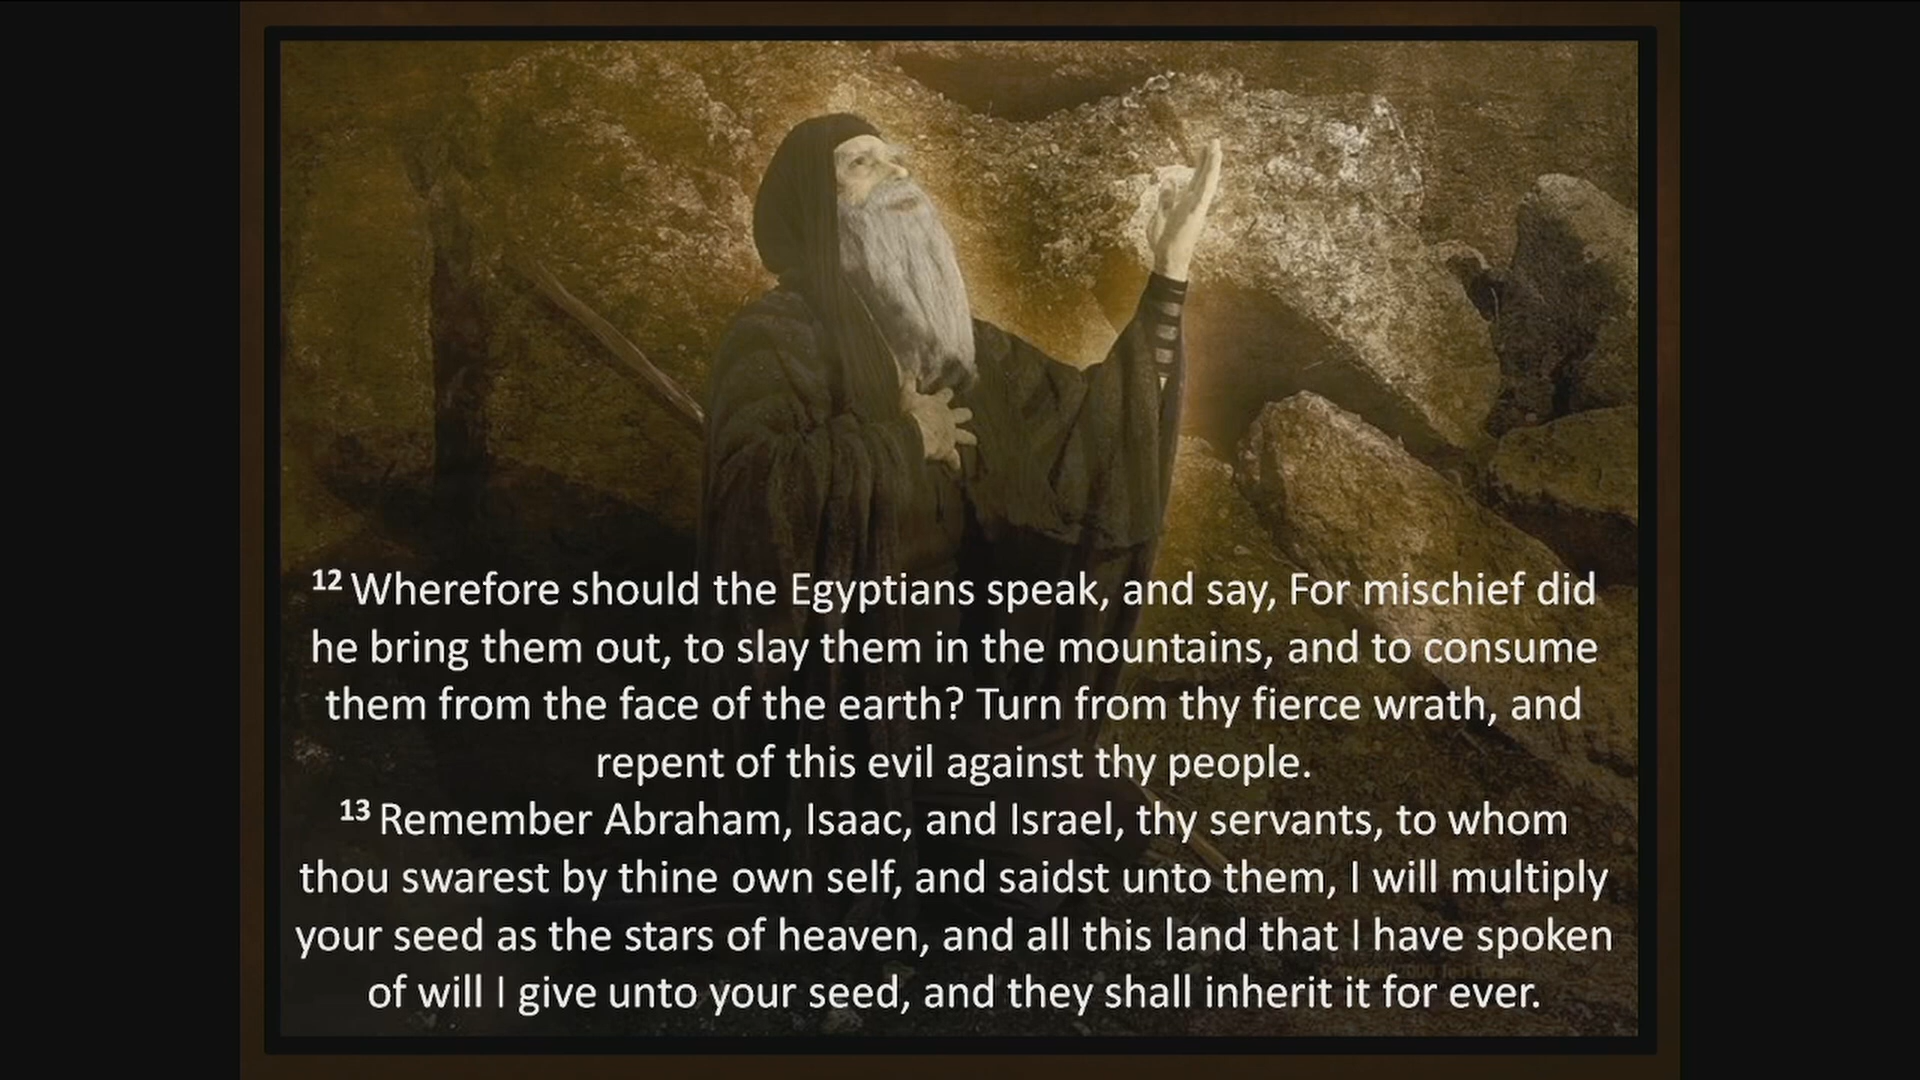 12 Wherefore should the Egyptians speak, and say, For mischief did
he bring them out, to slay them in the mountains, and to consume
them from the face of the earth? Turn from thy fierce wrath, and
repent of this evil against thy people.
13 Remember Abraham, Isaac, and Israel, thy servants, to whom
thou swarest by thine own self, and saidst unto them, I will multiply
your seed as the stars of heaven, and all this land that I have spoken
of will I give unto your seed, and they shall inherit it for ever.